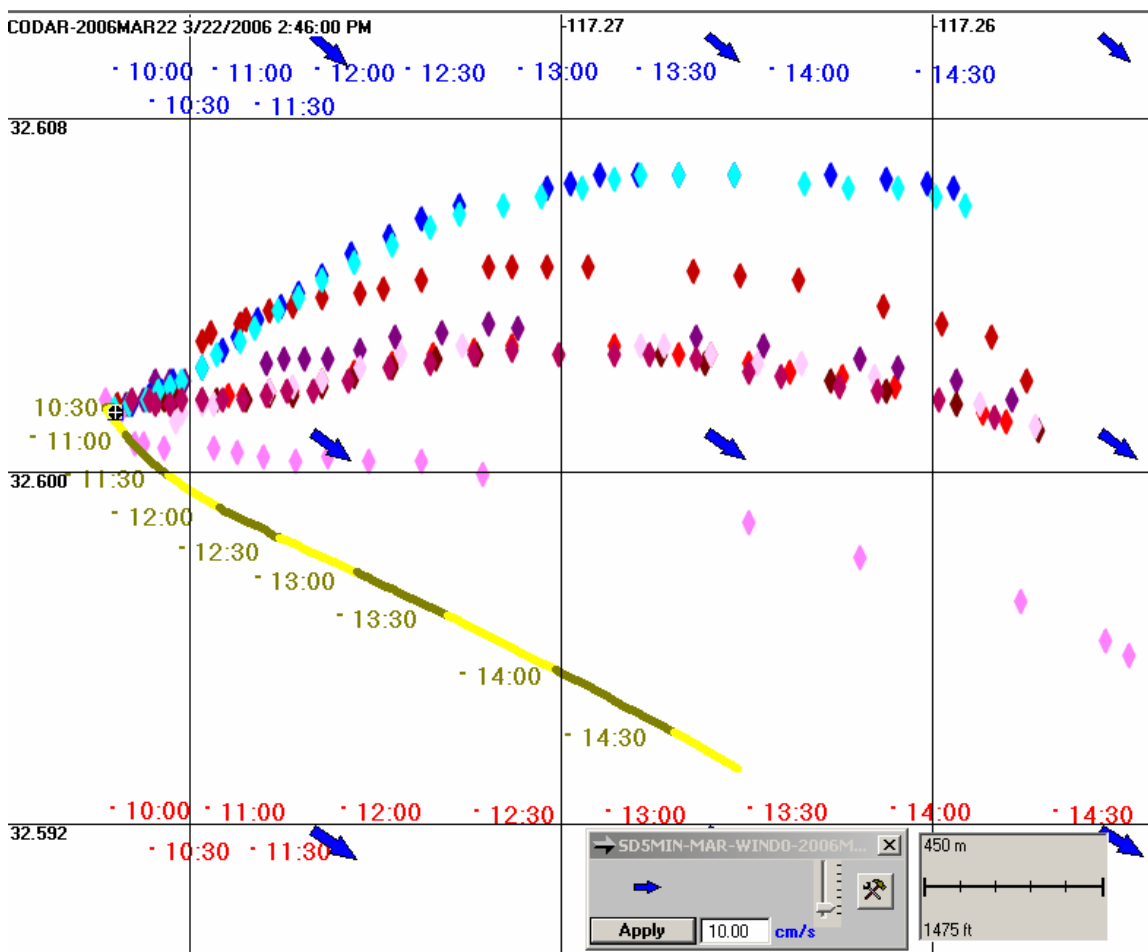 CODAR-2006MAR22 3/22/2006 2:46:00 PM
-117.27
-117.26
- 10:00 - 11:00 - 12:00 - 12:30 - 13:00 - 13:30 - 14:00 - 14:30
- 10:30 - 11:30
32.608
10:30
- 11:00
32.600
- 11:30
- 12:00
- 12:30
- 13:00
- 13:30
- 14:00
- 14:30
- 10:00 - 11:00 - 12:00 - 12:30 - 13:00 - 13:30 - 14:00 - 14:30
32.592
- 10:30 - 11:30
SD5MIN-MAR-WIND0-2006M...
450 m
Apply 10.00 cm/s
1475 ft